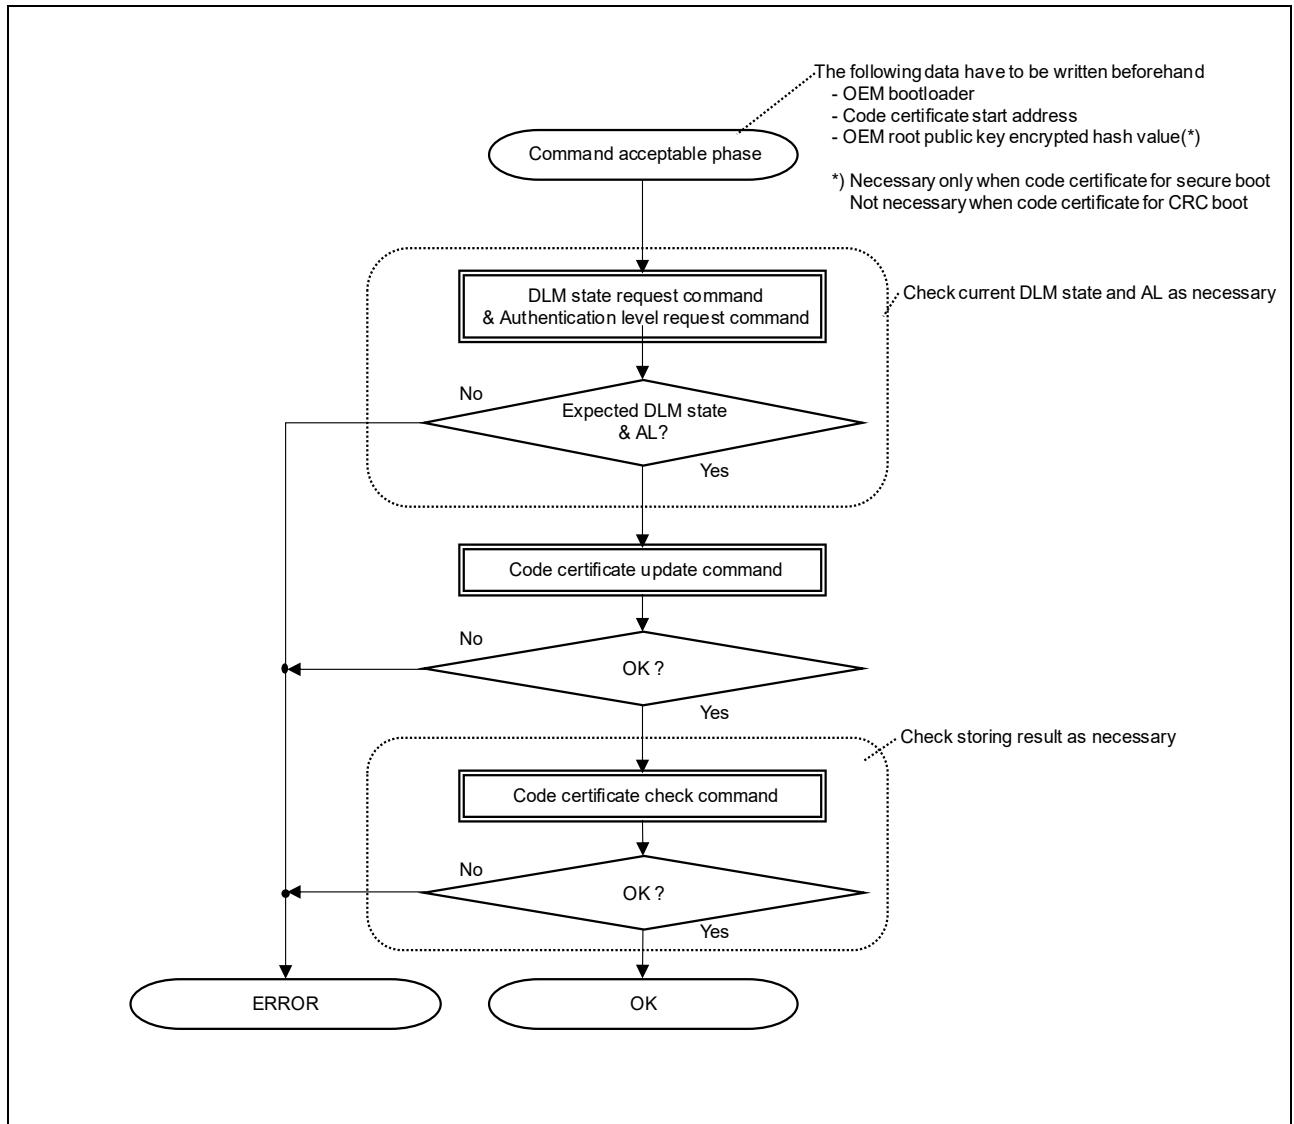 The following data have to be written beforehand
- OEM bootloader
- Code certificate start address
- OEM root public key encrypted hash value(*)
*) Necessary only when code certificate for secure boot
Not necessary when code certificate for CRC boot
Command acceptable phase
DLM state request command
& Authentication level request command
Check current DLM state and AL as necessary
No
Expected DLM state
& AL?
Yes
Code certificate update command
No
OK ?
Yes
Check storing result as necessary
Code certificate check command
No
OK ?
Yes
ERROR
OK